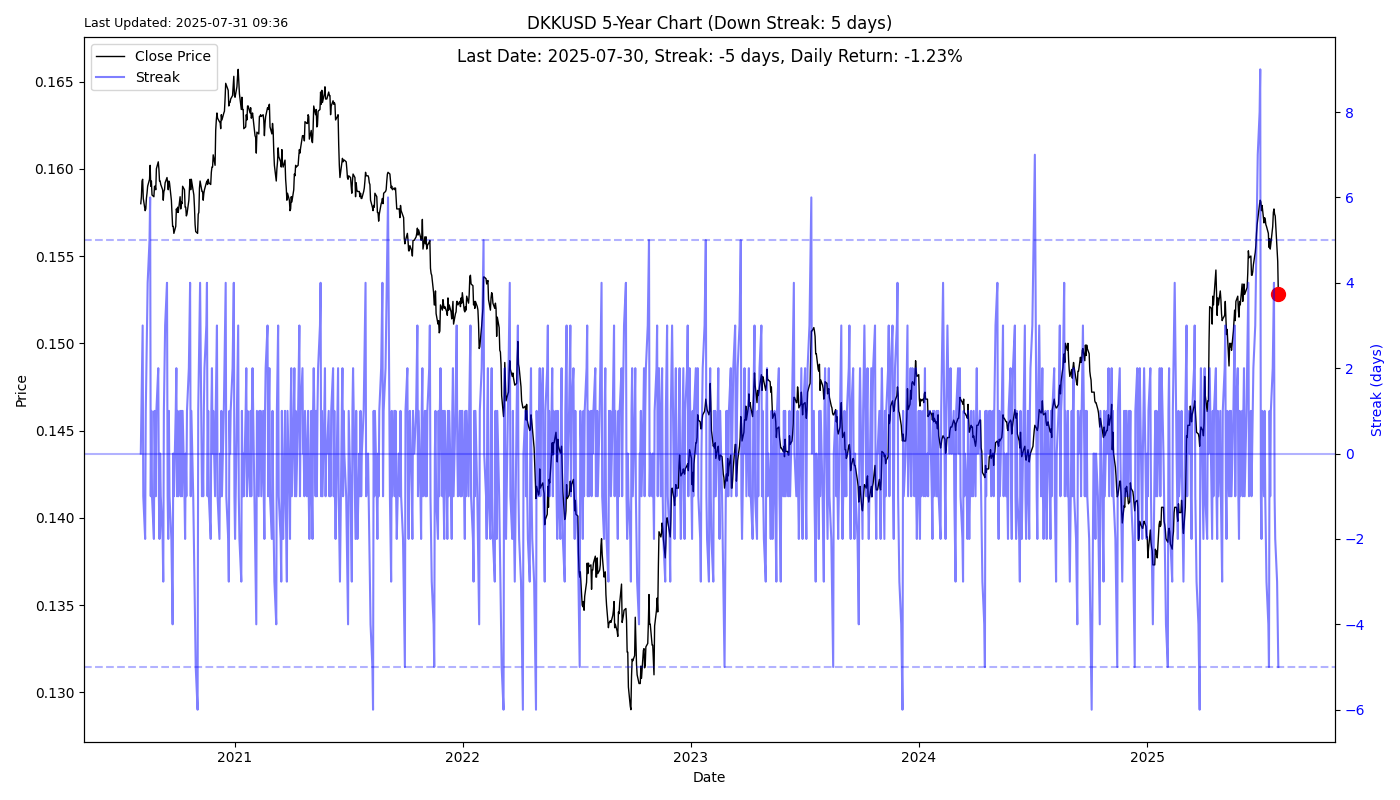 Last Updated: 2025-07-31 09:36
DKKUSD 5-Year Chart (Down Streak: 5 days)
Last Date: 2025-07-30, Streak: -5 days, Daily Return: -1.23%
Close Price
Streak
0.165
0.160
0.155
0.150
0.145
0.140
0.135
0.130
Price
8
6
4
2
0
−2
−4
−6
Streak (days)
2021
2022
2023
2024
2025
Date